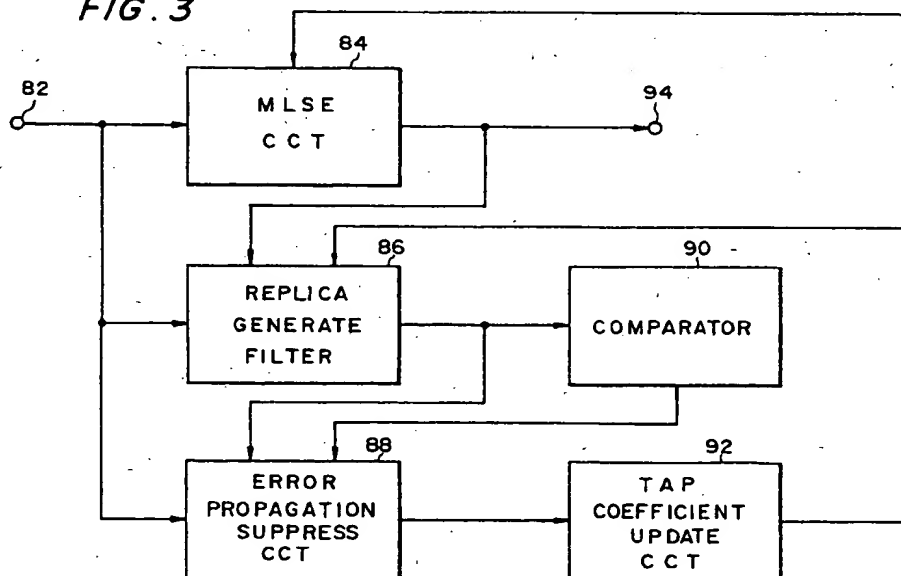 FIG. 3
82
84
MLSE
CCT
94
86
REPLICA
GENERATE
FILTER
90
COMPARATOR
88
ERROR
PROPAGATION
SUPPRESS
CCT
92
TAP
COEFFICIENT
UPDATE
CCT